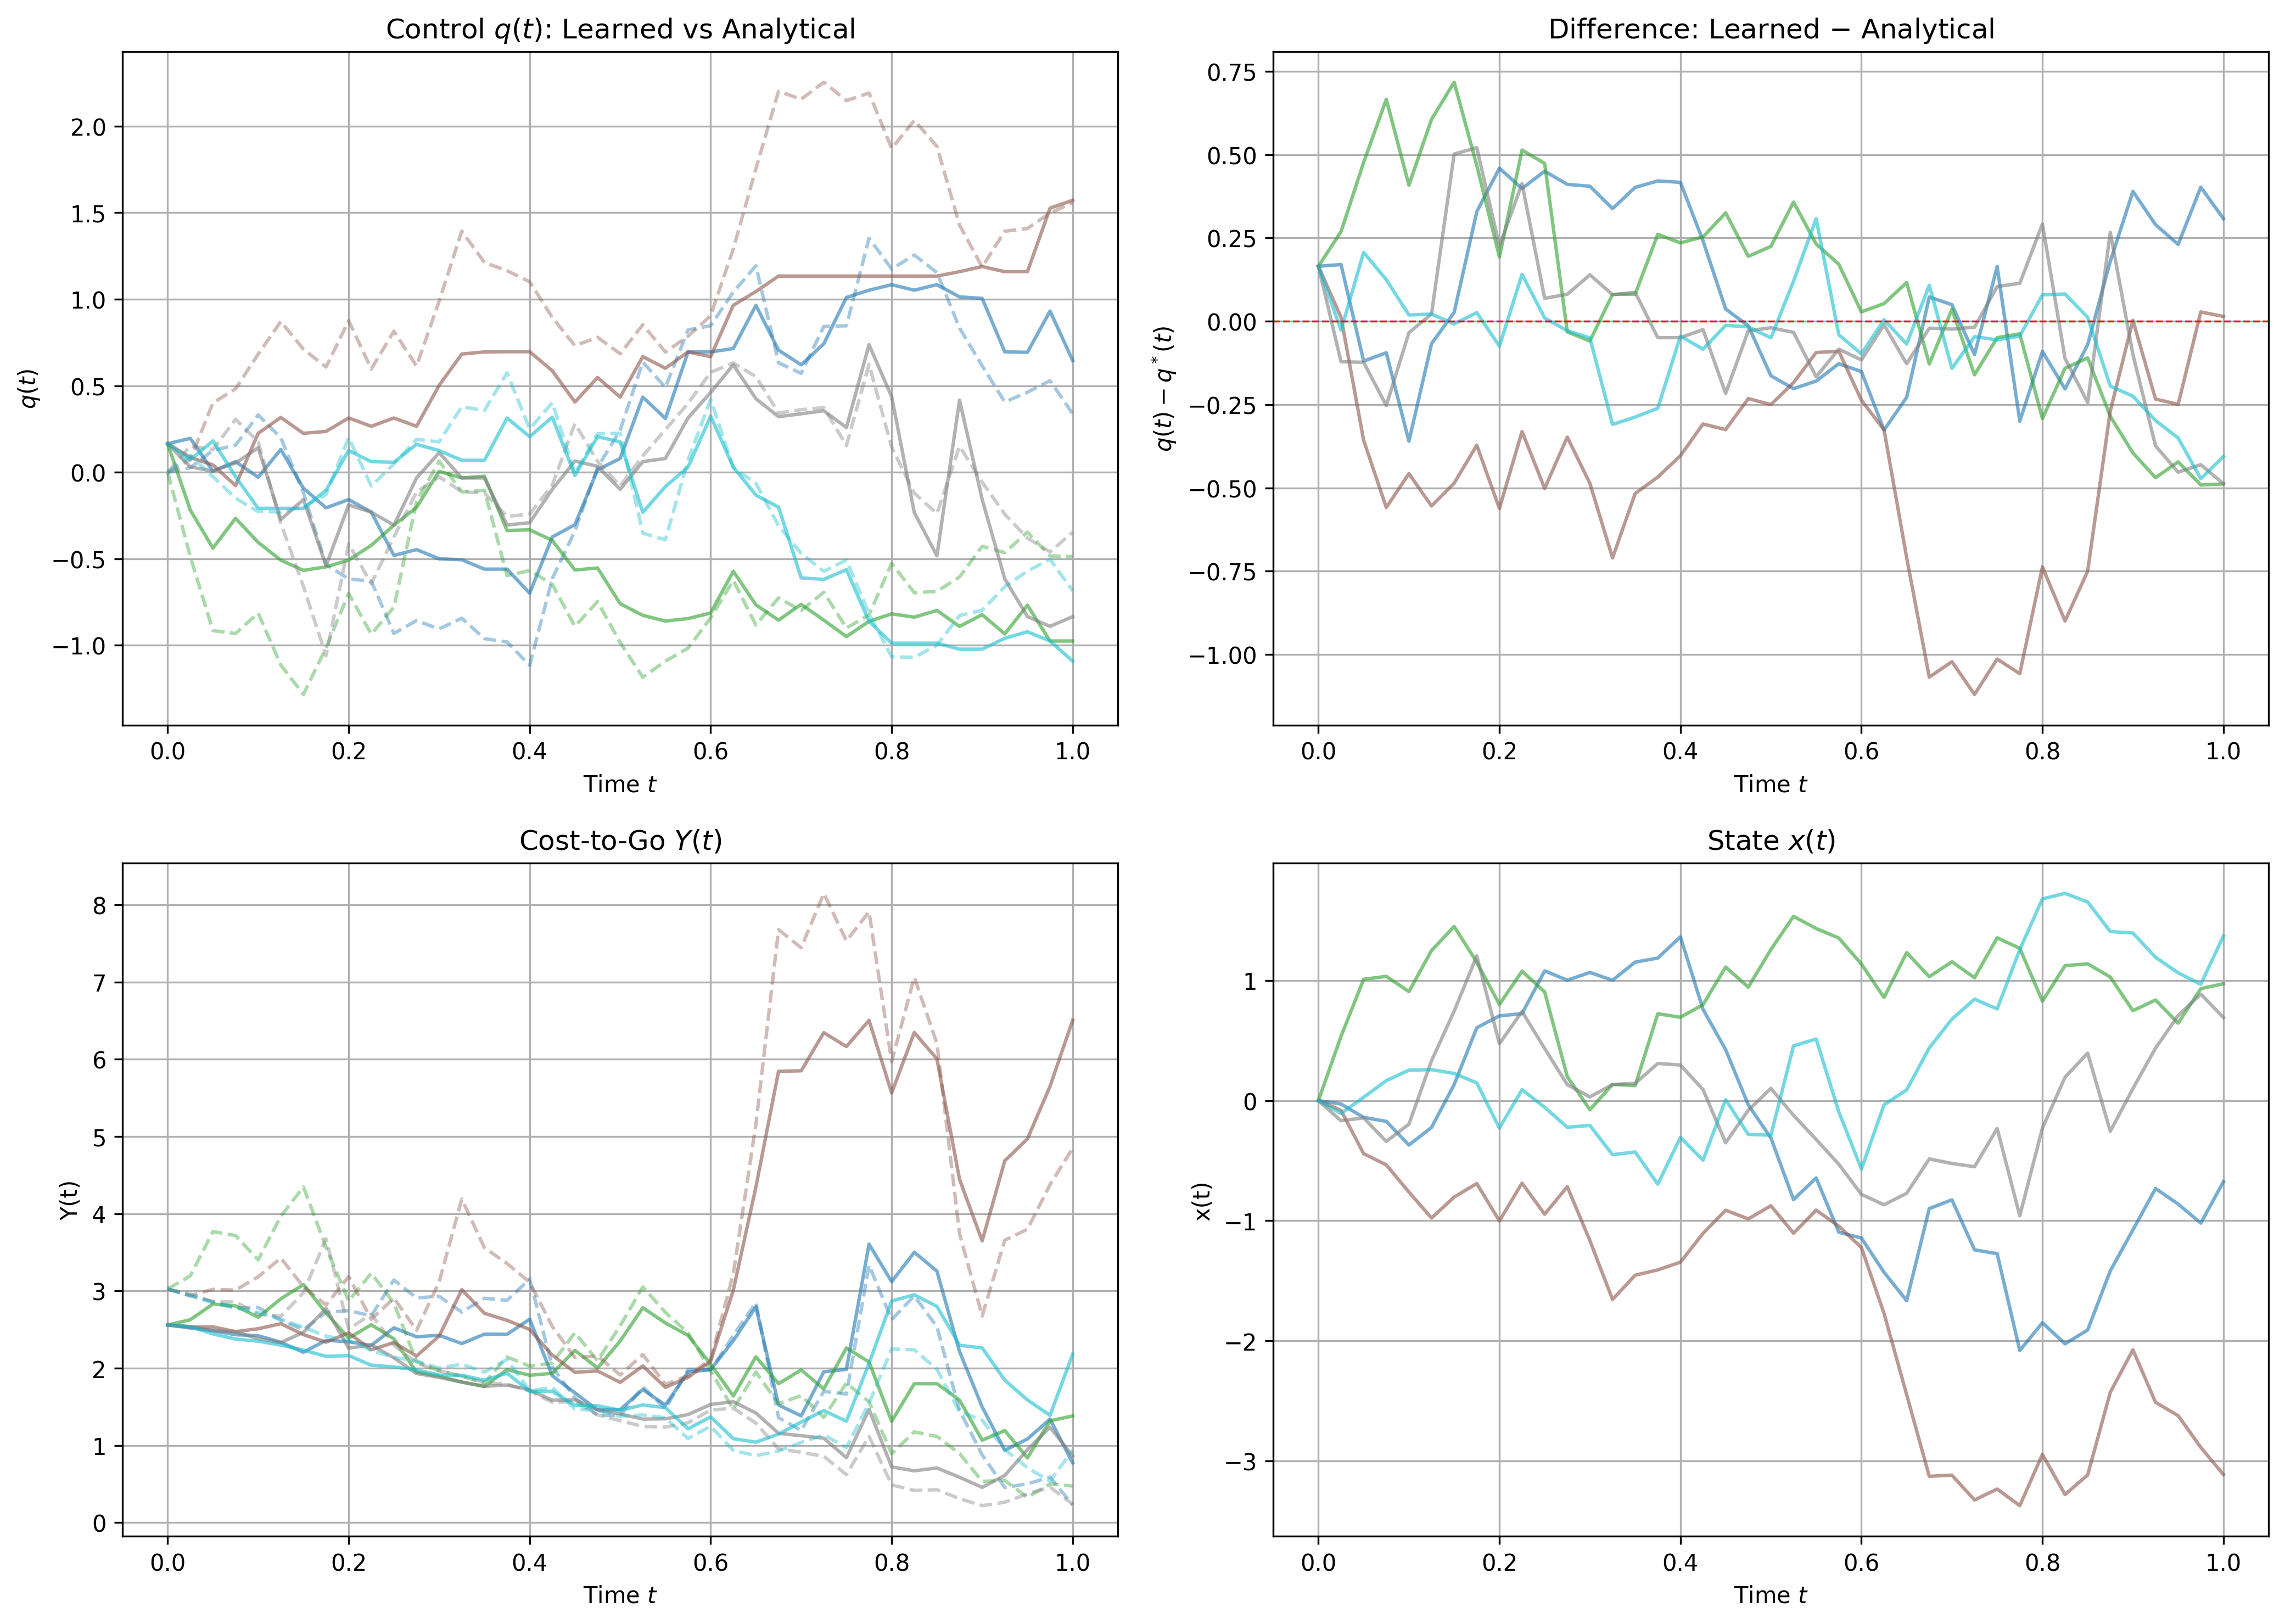 Control q(t): Learned vs Analytical
2.0
1.5
1.0
0.5
0.0
−0.5
−1.0
q(t)
0.0 0.2 0.4 0.6 0.8 1.0
Time t
Difference: Learned − Analytical
0.75
0.50
0.25
0.00
−0.25
−0.50
−0.75
−1.00
q(t) − q*(t)
0.0 0.2 0.4 0.6 0.8 1.0
Time t
Cost-to-Go Y(t)
8
7
6
5
4
3
2
1
0
Y(t)
0.0 0.2 0.4 0.6 0.8 1.0
Time t
State x(t)
1
0
−1
−2
−3
x(t)
0.0 0.2 0.4 0.6 0.8 1.0
Time t